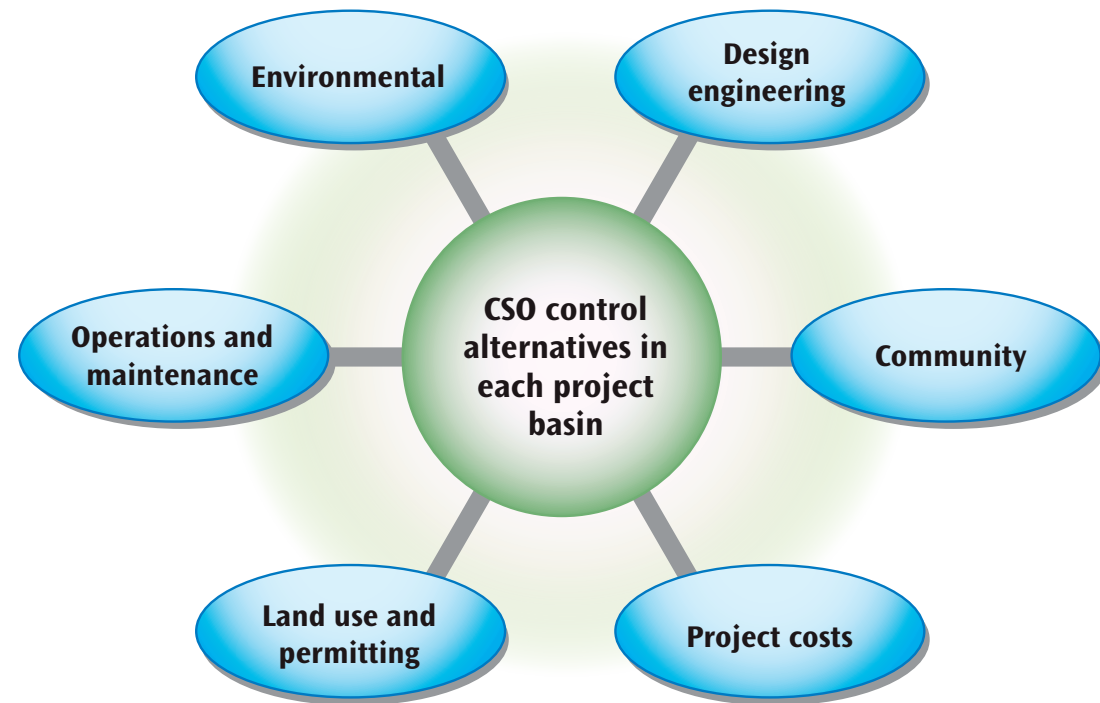 Environmental
Design
engineering
Operations and
maintenance
CSO control
alternatives in
each project
basin
Community
Land use and
permitting
Project costs